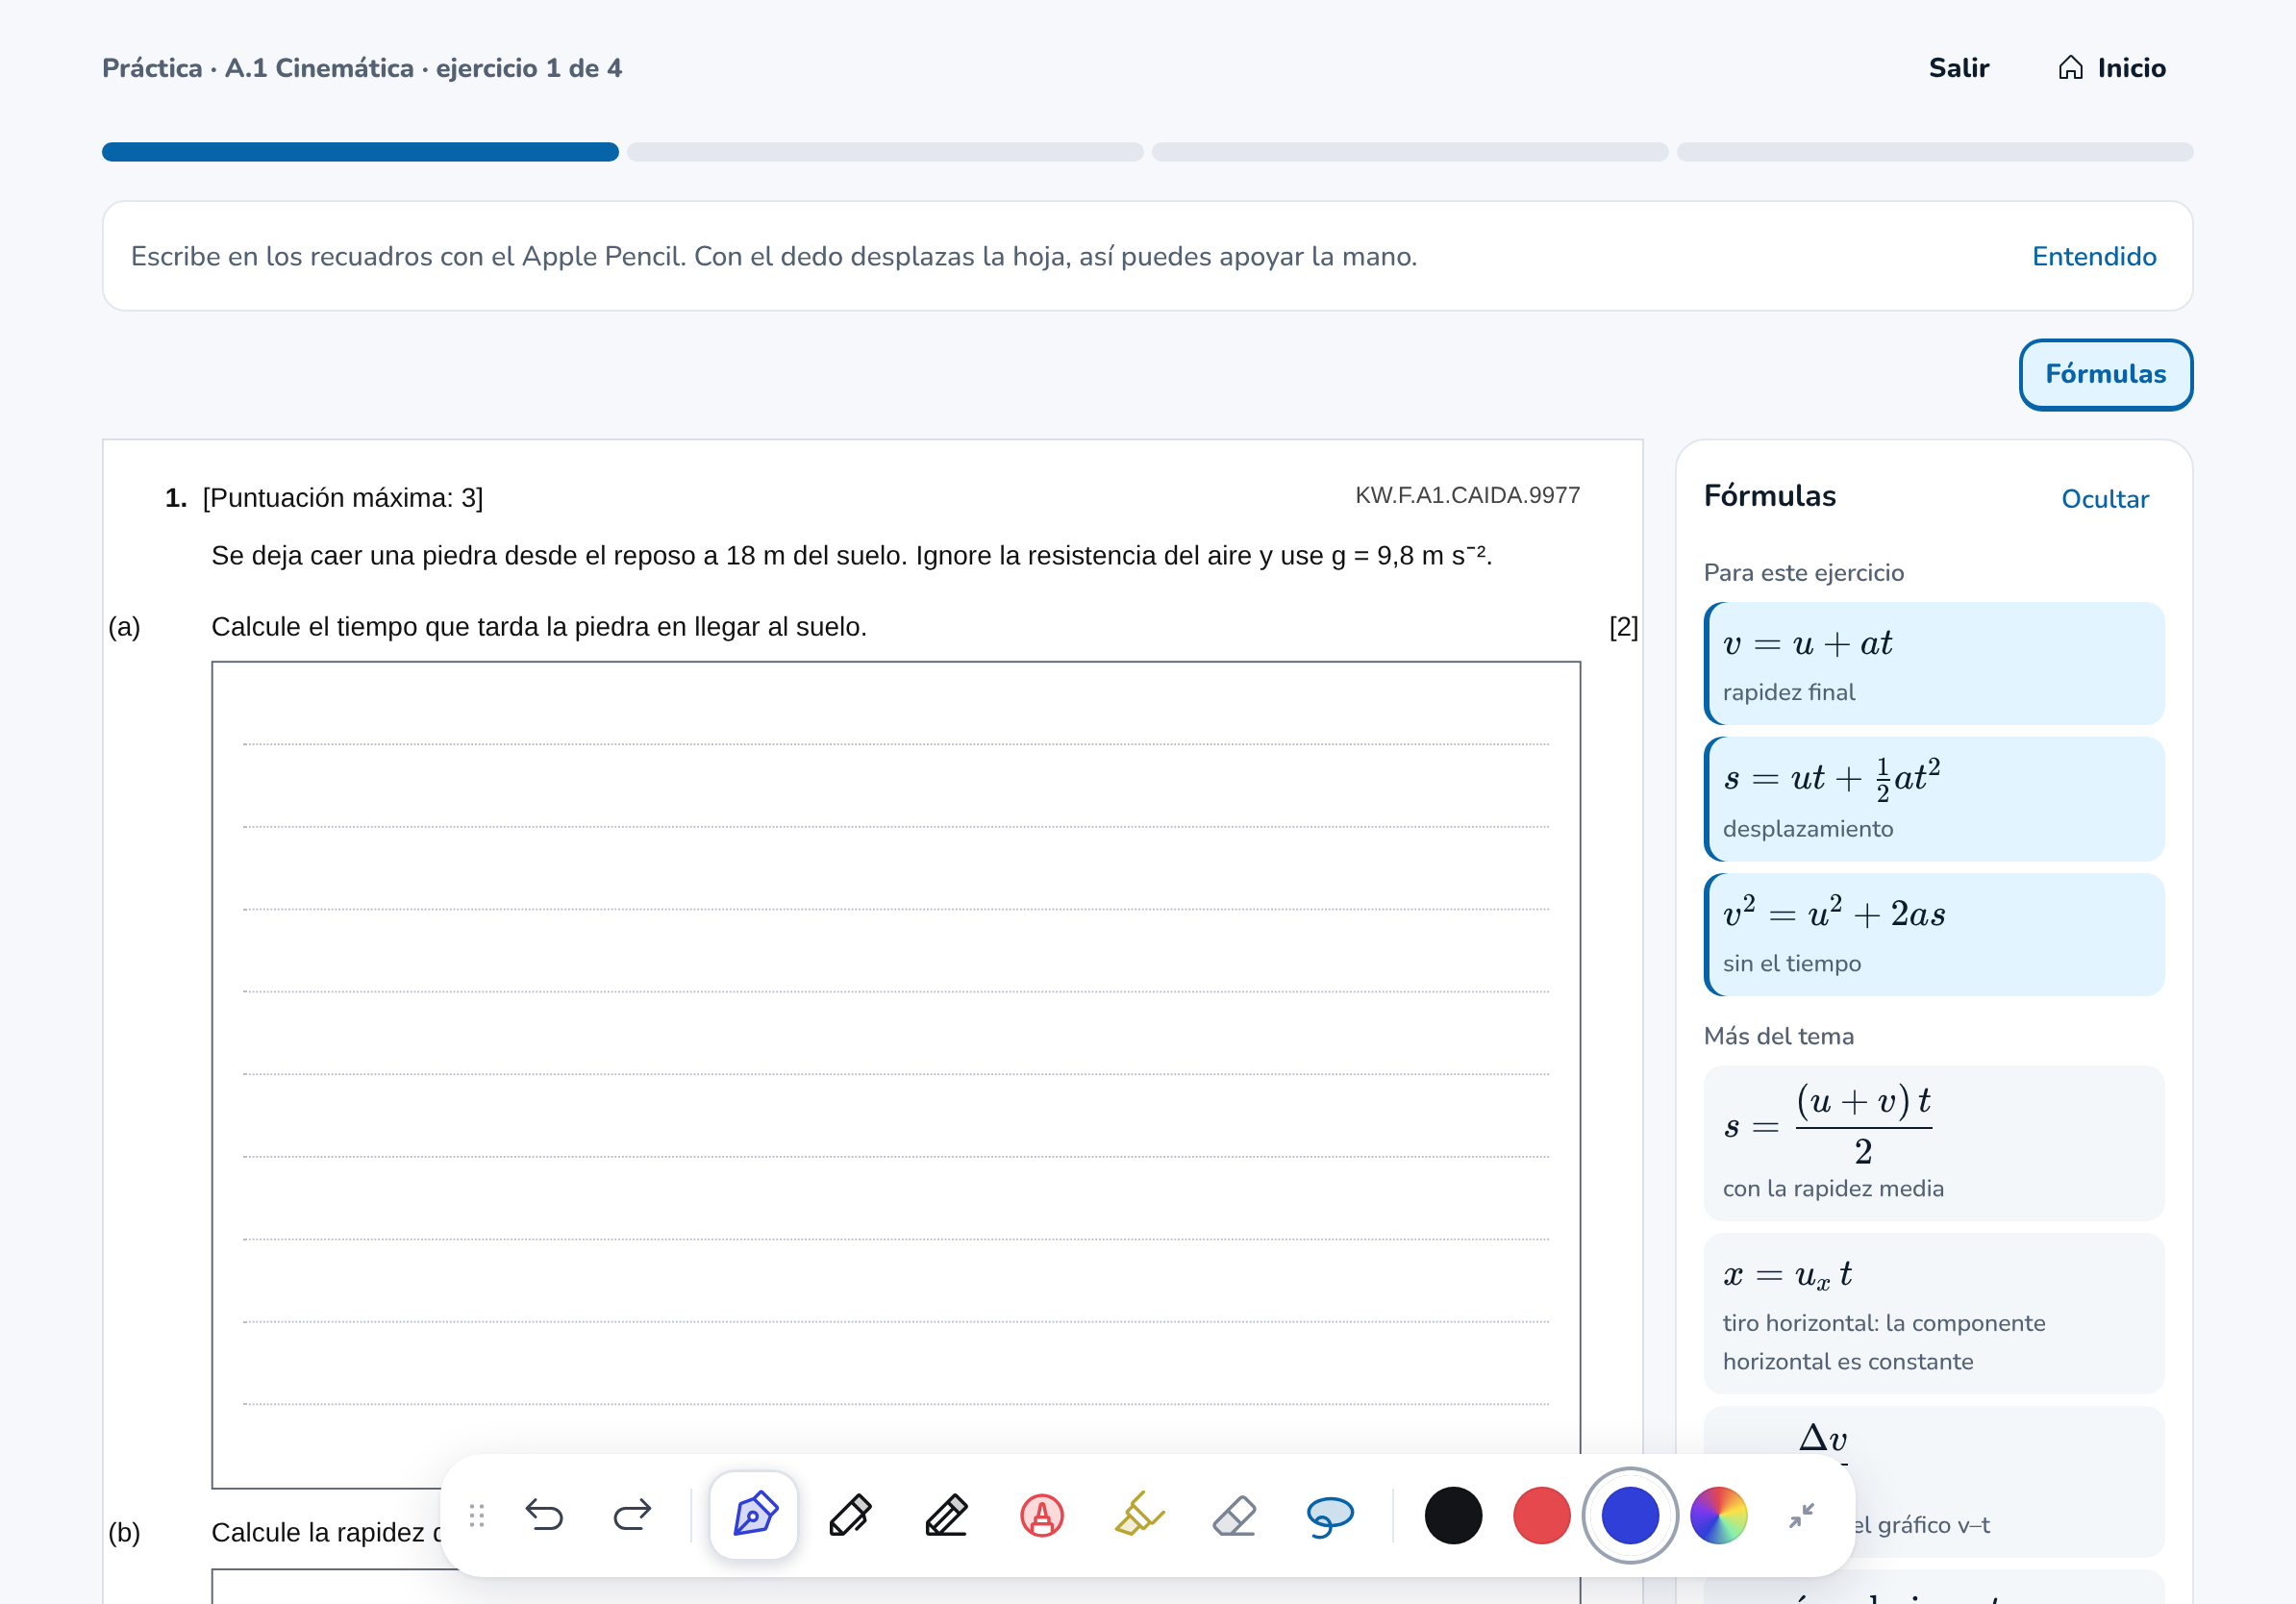 Práctica · A.1 Cinemática · ejercicio 1 de 4
Salir
Inicio
Escribe en los recuadros con el Apple Pencil. Con el dedo desplazas la hoja, así puedes apoyar la mano.
Entendido
Fórmulas
1. [Puntuación máxima: 3]
KW.F.A1.CAIDA.9977
Se deja caer una piedra desde el reposo a 18 m del suelo. Ignore la resistencia del aire y use g = 9,8 m s⁻².
(a) Calcule el tiempo que tarda la piedra en llegar al suelo. [2]
(b) Calcule la rapidez
Fórmulas
Ocultar
Para este ejercicio
v = u + at
rapidez final
s = ut + ½at²
desplazamiento
v² = u² + 2as
sin el tiempo
Más del tema
s = (u + v) t / 2
con la rapidez media
x = uₓ t
tiro horizontal: la componente
horizontal es constante
Δv
el gráfico v–t